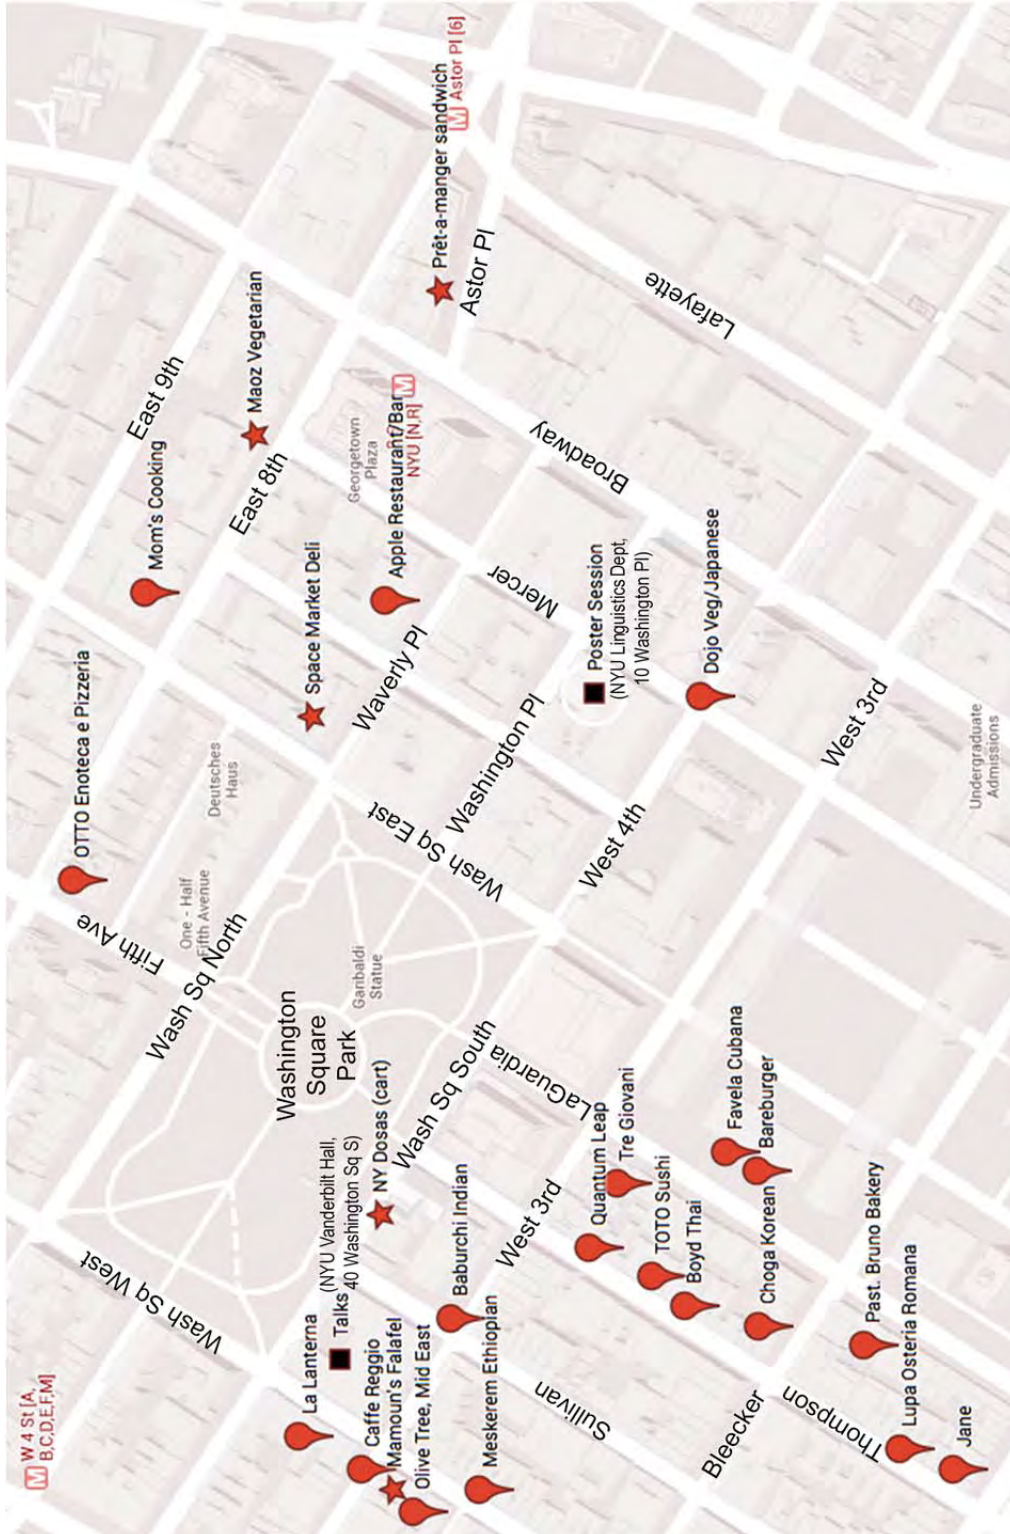 M W 4 St [A,
B,C,D,E,F,M]
OTTO Enoteca e Pizzeria
Fifth Ave
Mom's Cooking
East 9th
Wash Sq West
Wash Sq North
One - Half
Fifth Avenue
Deutsches
Haus
East 8th
Maoz Vegetarian
La Lanterna
Washington
Square
Park
Space Market Deli
Talks (NYU Vanderbilt Hall,
40 Washington Sq S)
Garibaldi
Statue
Georgetown
Plaza
Caffe Reggio
Mamoun's Falafel
Olive Tree, Mid East
NY Dosas (cart)
Wash Sq East
Waverly Pl
Apple Restaurant/Bar
NYU [N,R] M
Prêt-a-manger sandwich
M Astor Pl [6]
Astor Pl
Baburchi Indian
Meskerem Ethiopian
Wash Sq South
Washington Pl
Mercer
West 3rd
LaGuardia
Sullivan
Quantum Leap
Tre Giovani
Poster Session
(NYU Linguistics Dept,
10 Washington Pl)
West 4th
Broadway
Lafayette
TOTO Sushi
Boyd Thai
Dojo Veg/Japanese
Favela Cubana
Bareburger
Choga Korean
Bleecker
Thompson
West 3rd
Past. Bruno Bakery
Lupa Osteria Romana
Jane
Undergraduate
Admissions